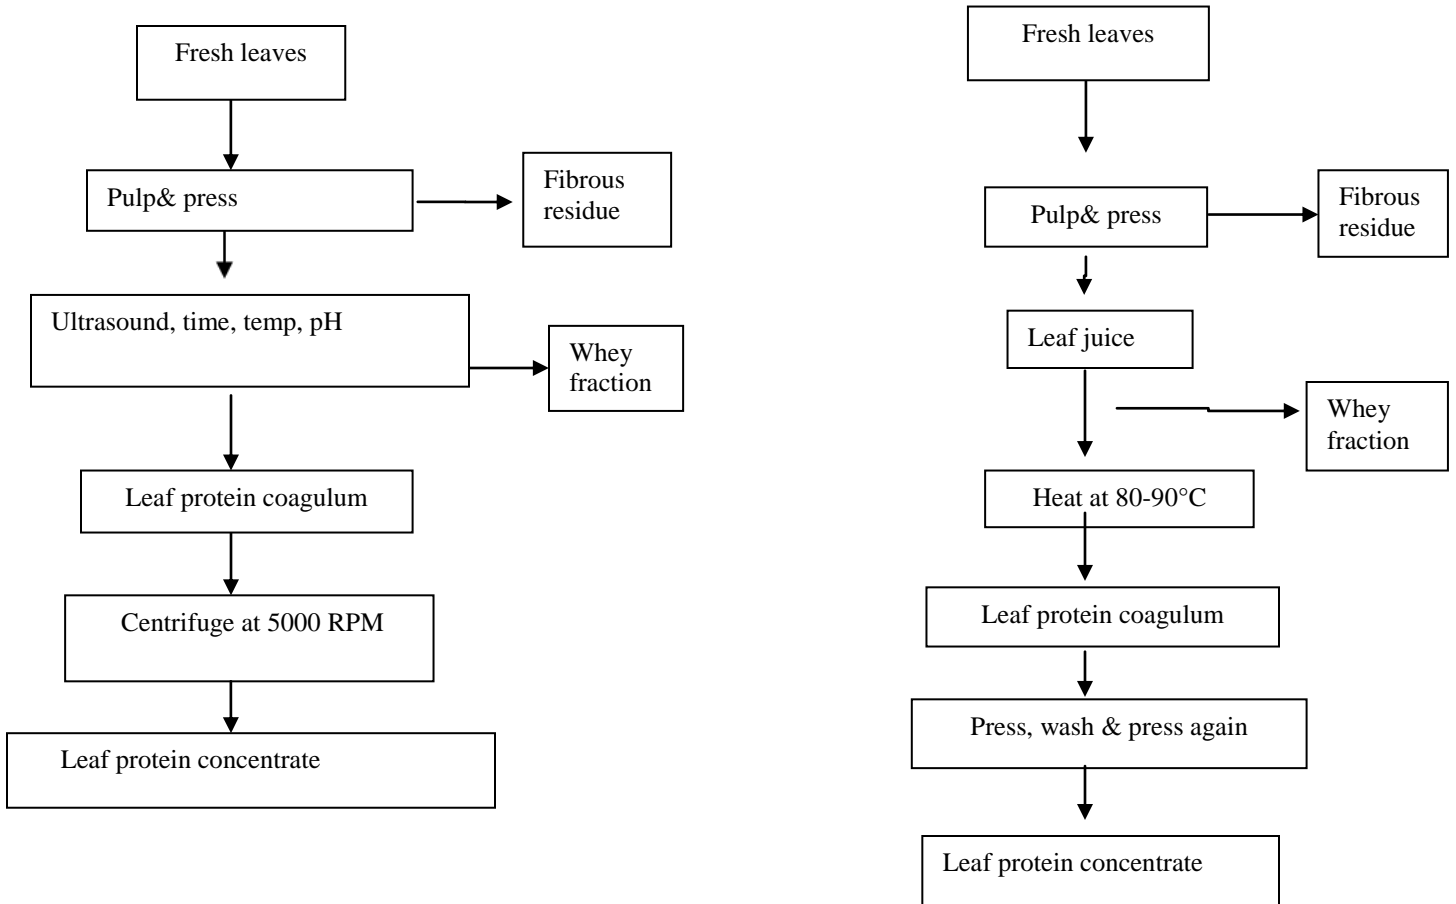 Fresh leaves
Pulp& press
Fibrous
residue
Ultrasound, time, temp, pH
Whey
fraction
Leaf protein coagulum
Centrifuge at 5000 RPM
Leaf protein concentrate
Fresh leaves
Pulp& press
Fibrous
residue
Leaf juice
Whey
fraction
Heat at 80-90°C
Leaf protein coagulum
Press, wash & press again
Leaf protein concentrate